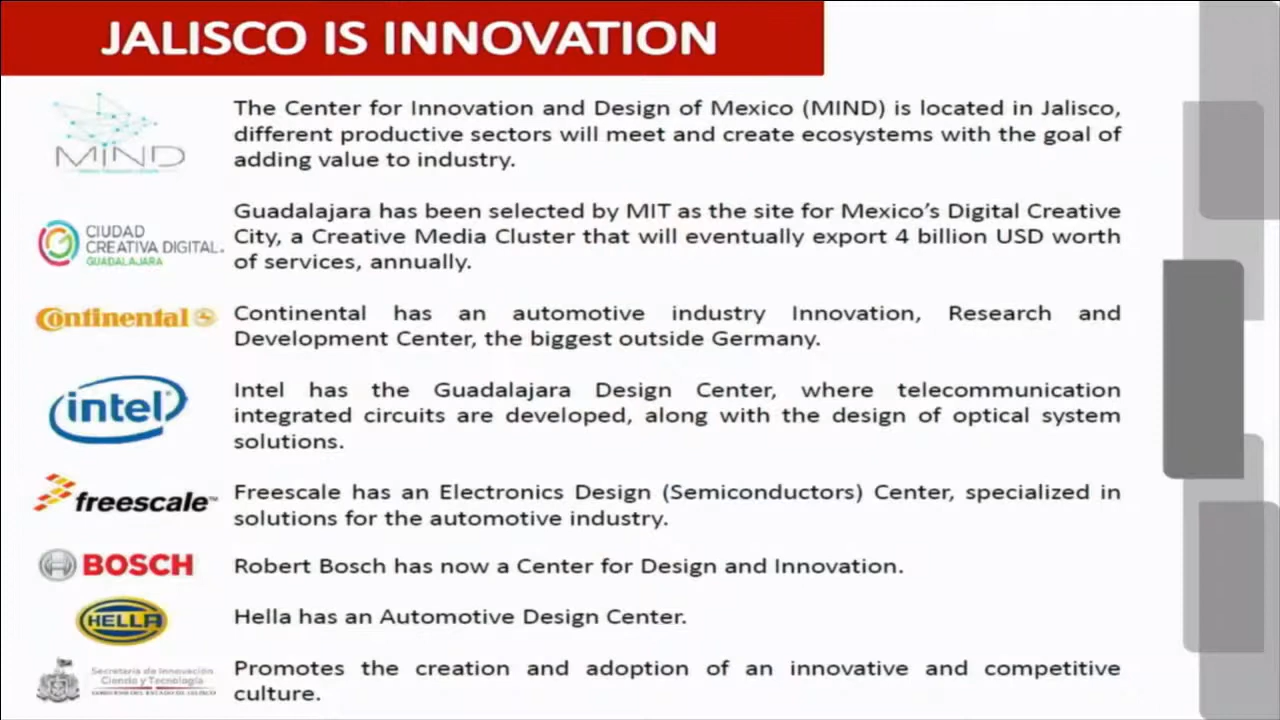 JALISCO IS INNOVATION
MIND
The Center for Innovation and Design of Mexico (MIND) is located in Jalisco,
different productive sectors will meet and create ecosystems with the goal of
adding value to industry.
CIUDAD
CREATIVA DIGITAL.
GUADALAJARA
Guadalajara has been selected by MIT as the site for Mexico's Digital Creative
City, a Creative Media Cluster that will eventually export 4 billion USD worth
of services, annually.
Continental
Continental has an automotive industry Innovation, Research and
Development Center, the biggest outside Germany.
intel
Intel has the Guadalajara Design Center, where telecommunication
integrated circuits are developed, along with the design of optical system
solutions.
freescale™
Freescale has an Electronics Design (Semiconductors) Center, specialized in
solutions for the automotive industry.
BOSCH
Robert Bosch has now a Center for Design and Innovation.
HELLA
Hella has an Automotive Design Center.
Secretaría de Innovación
Ciencia y Tecnología
GOBIERNO DEL ESTADO DE JALISCO
Promotes the creation and adoption of an innovative and competitive
culture.